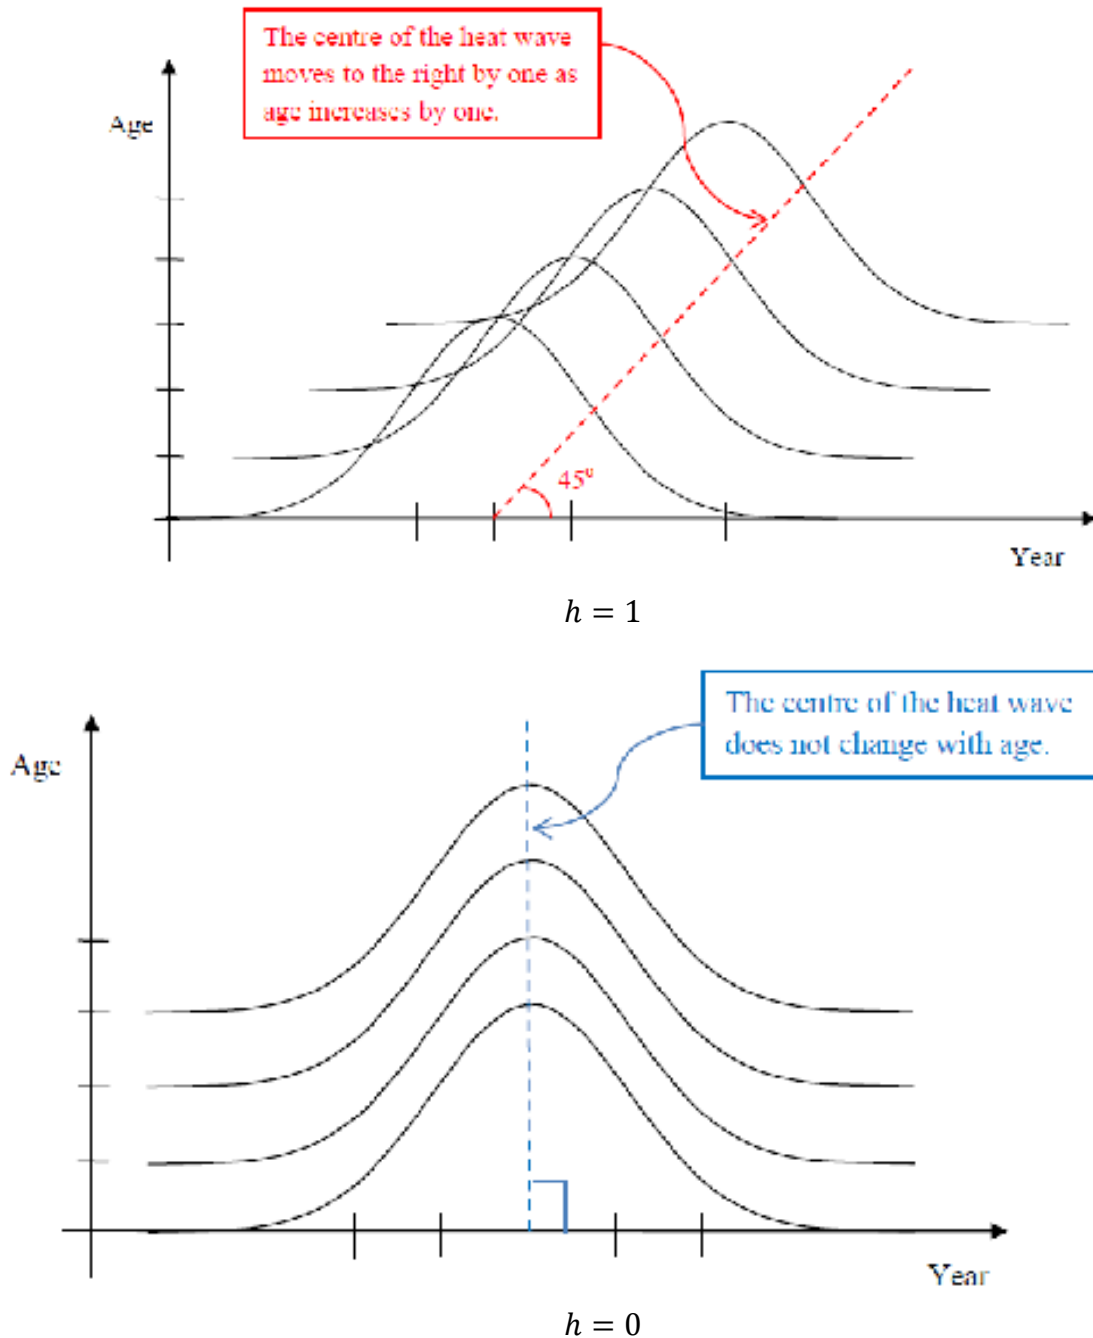 The centre of the heat wave
moves to the right by one as
age increases by one.
Age
45°
Year
h = 1
The centre of the heat wave
does not change with age.
Age
Year
h = 0